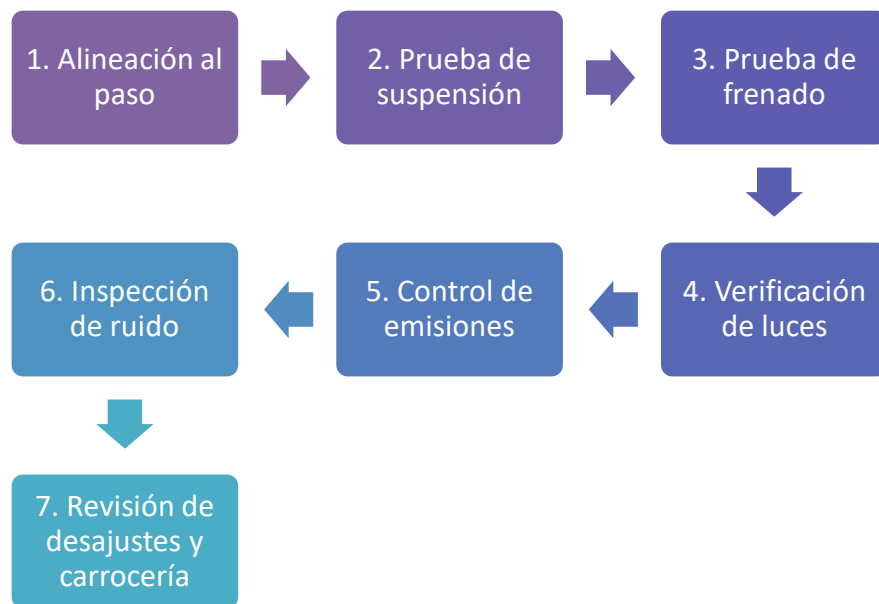 1. Alineación al
paso
2. Prueba de
suspensión
3. Prueba de
frenado
4. Verificación
de luces
5. Control de
emisiones
6. Inspección
de ruido
7. Revisión de
desajustes y
carrocería